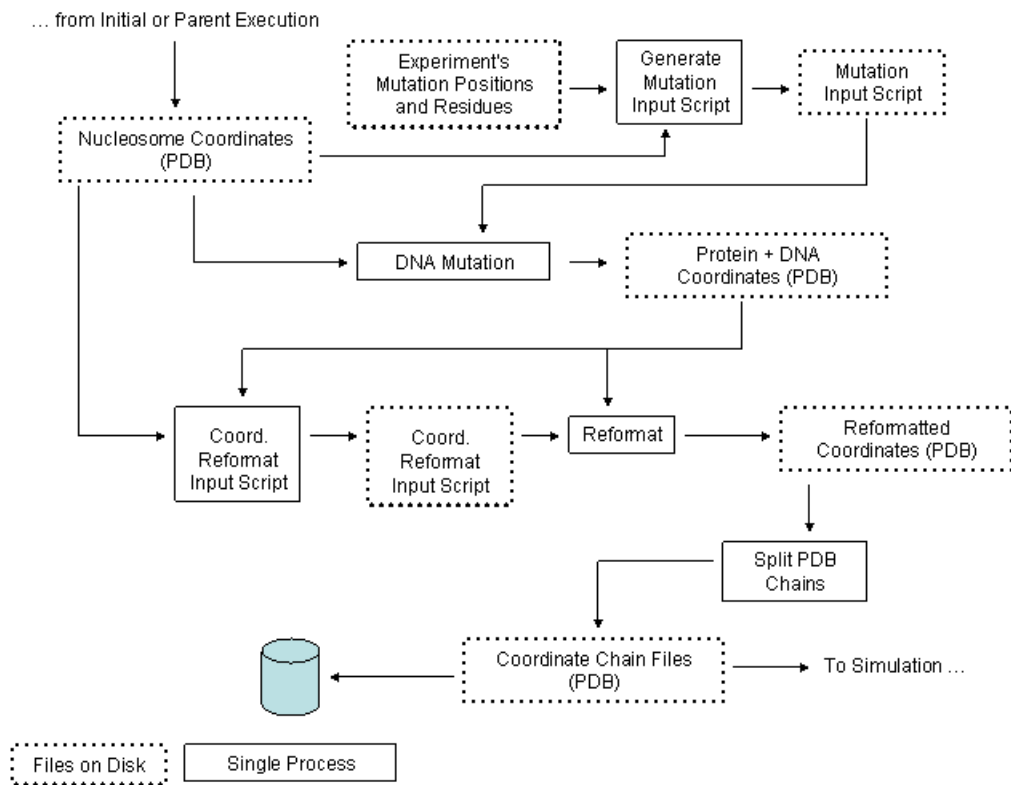 ... from Initial or Parent Execution
Experiment's
Mutation Positions
and Residues
Generate
Mutation
Input Script
Mutation
Input Script
Nucleosome Coordinates
(PDB)
DNA Mutation
Protein + DNA
Coordinates (PDB)
Coord.
Reformat
Input Script
Coord.
Reformat
Input Script
Reformat
Reformatted
Coordinates (PDB)
Split PDB
Chains
Coordinate Chain Files
(PDB)
To Simulation ...
Files on Disk
Single Process